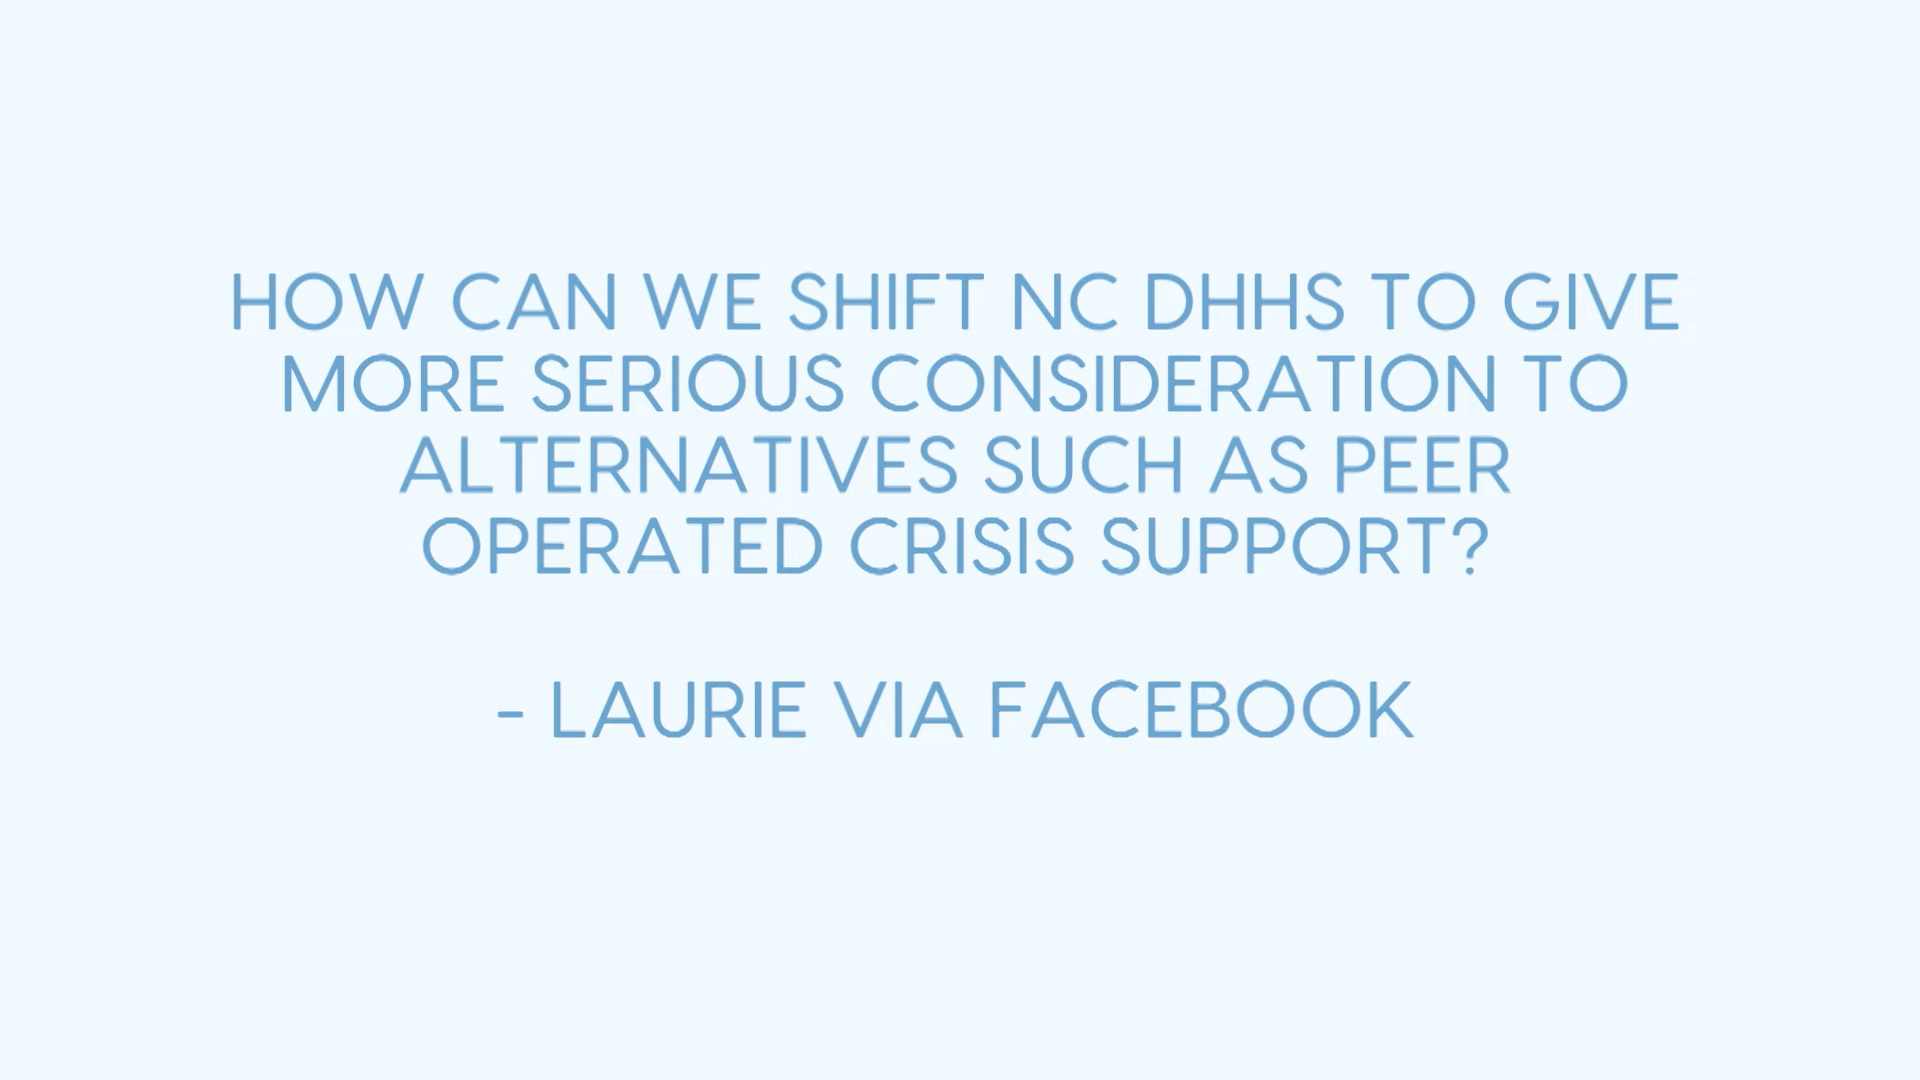 HOW CAN WE SHIFT NC DHHS TO GIVE
MORE SERIOUS CONSIDERATION TO
ALTERNATIVES SUCH AS PEER
OPERATED CRISIS SUPPORT?
- LAURIE VIA FACEBOOK